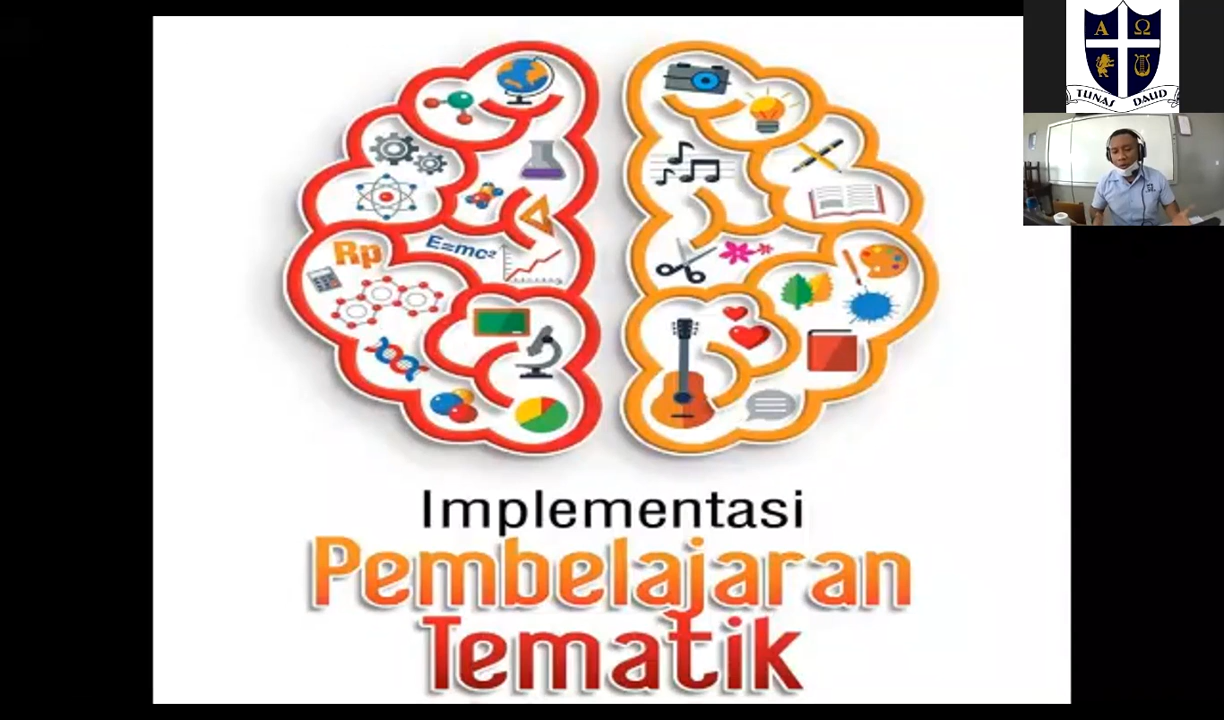 Α Ω
TUNAS DAUD
Rp
E=mc²
Implementasi
Pembelajaran
Tematik